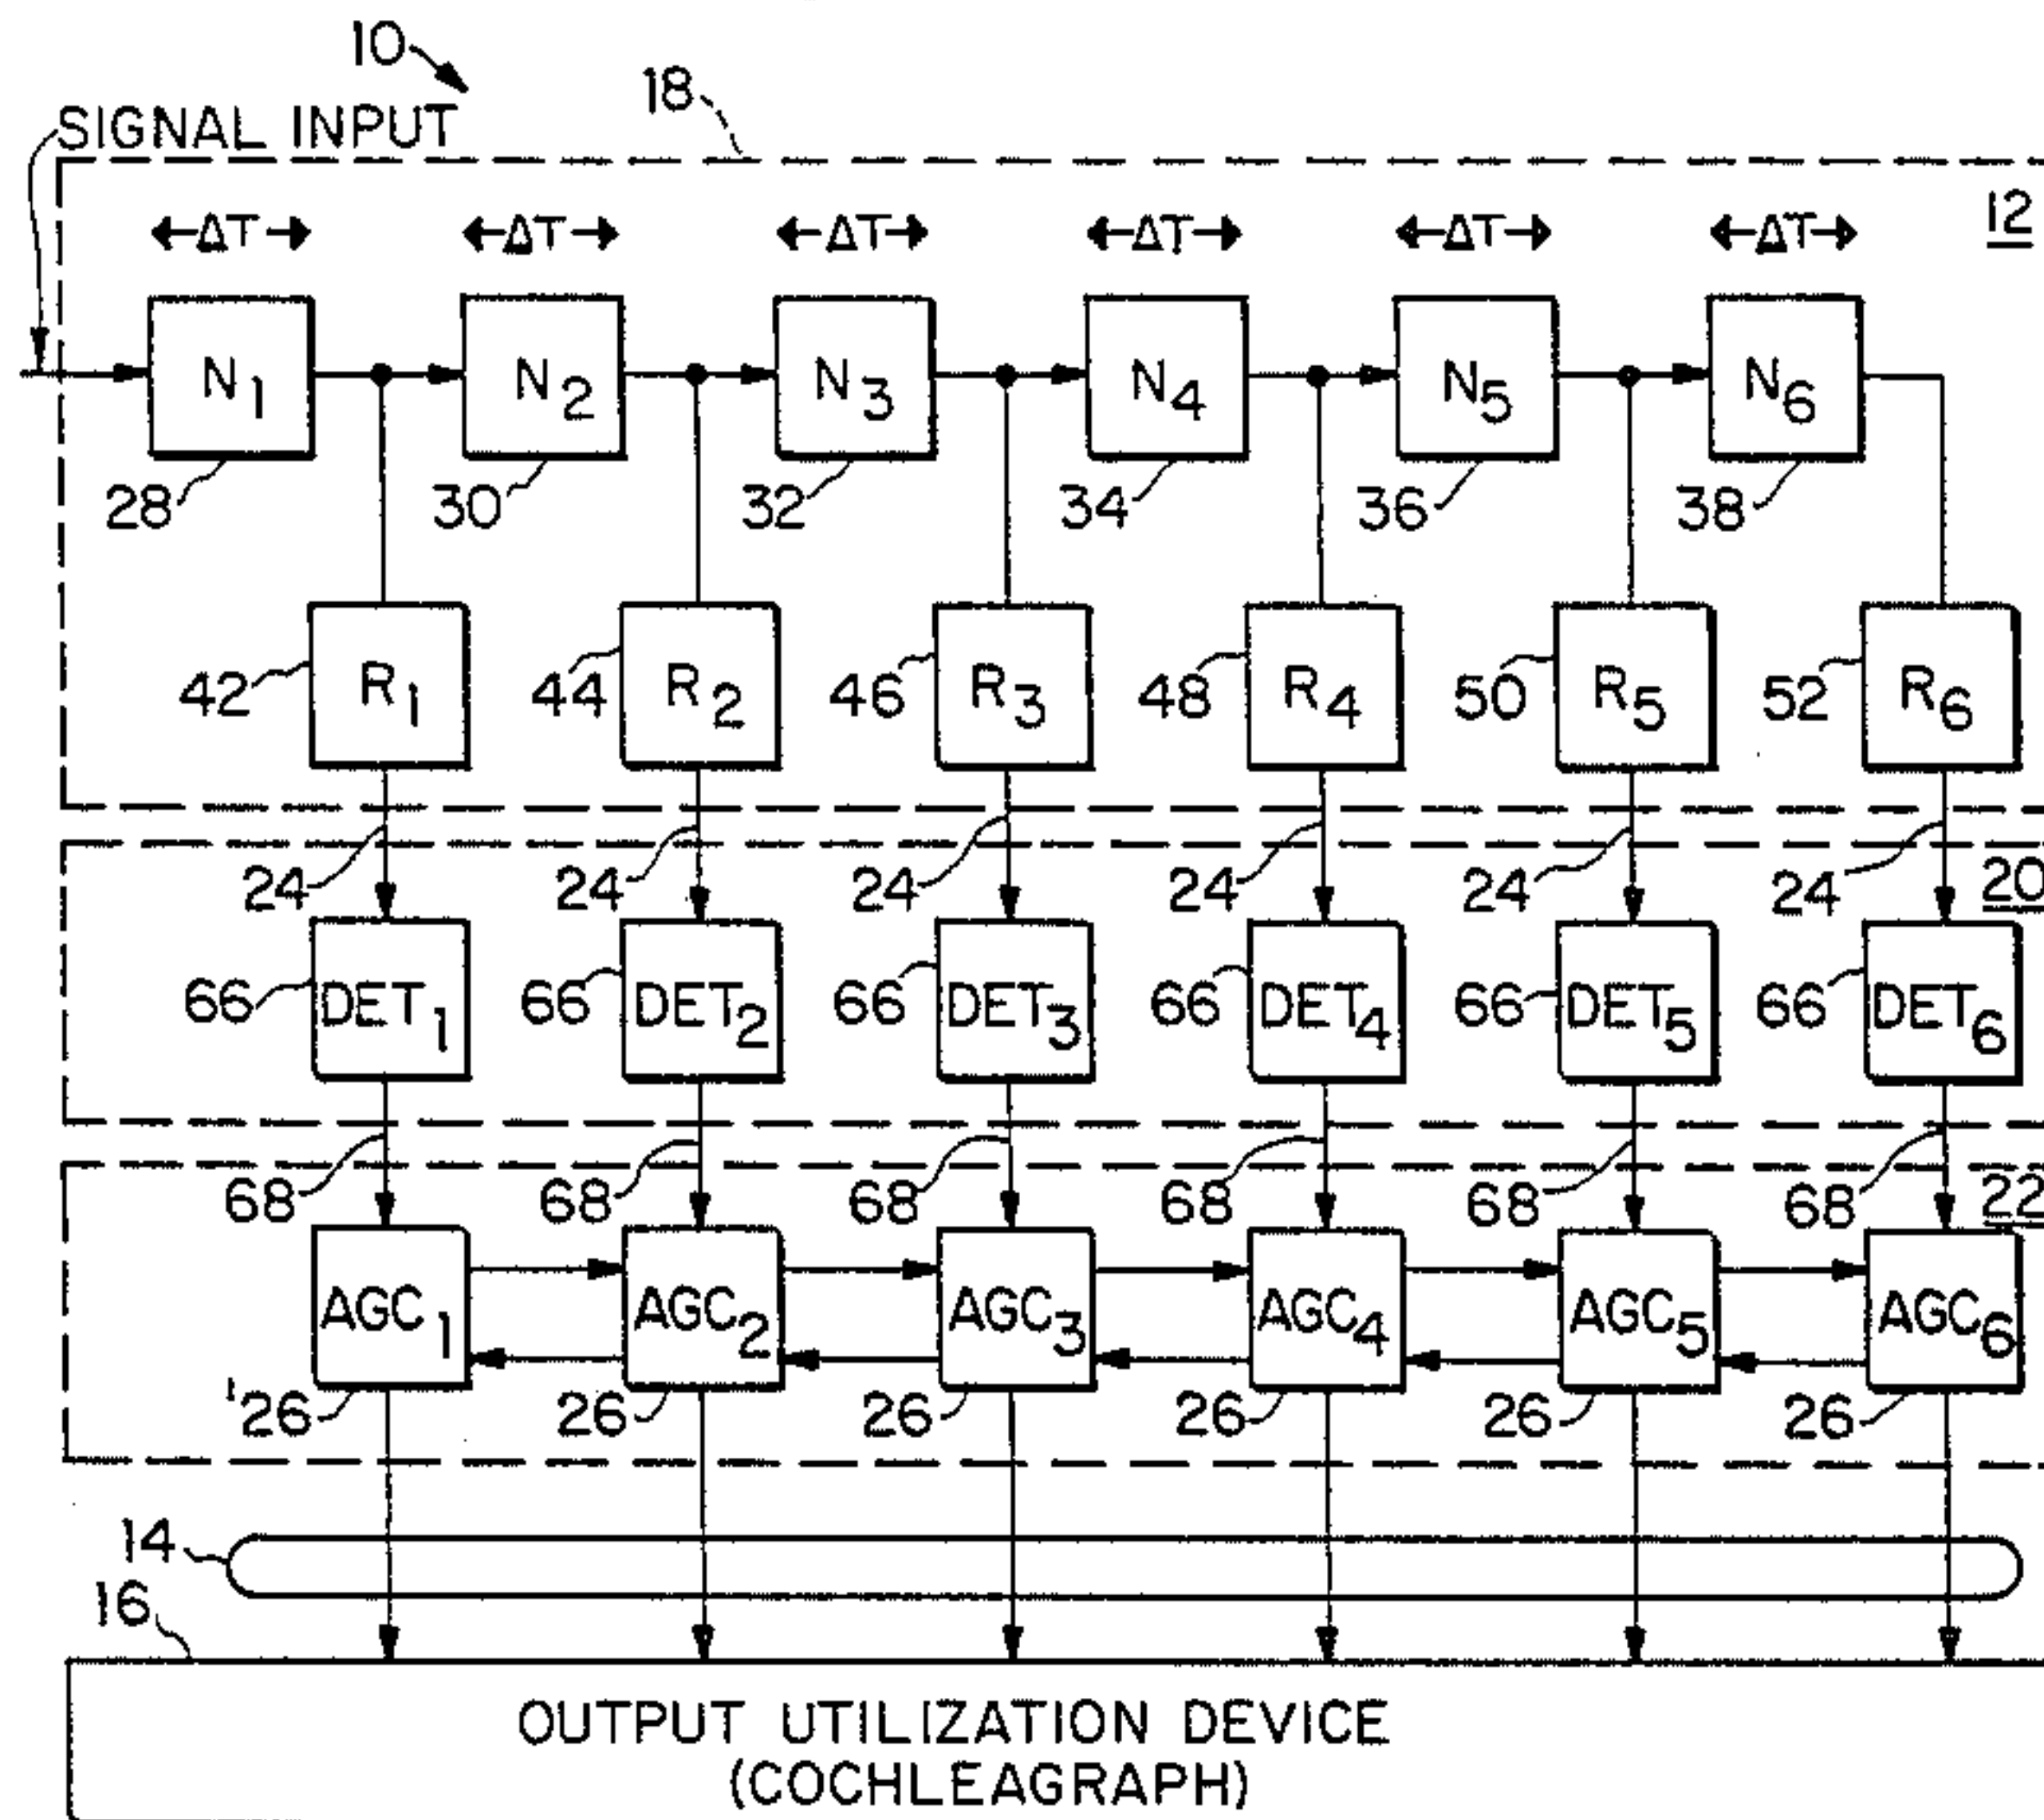 10
18
SIGNAL INPUT
12
ΔT ΔT ΔT ΔT ΔT ΔT
N1 N2 N3 N4 N5 N6
28 30 32 34 36 38
42 R1 44 R2 46 R3 48 R4 50 R5 52 R6
24 24 24 24 24 24 20
66 DET1 66 DET2 66 DET3 66 DET4 66 DET5 66 DET6
68 68 68 68 68 68 22
AGC1 AGC2 AGC3 AGC4 AGC5 AGC6
26 26 26 26 26 26
14
16
OUTPUT UTILIZATION DEVICE
(COCHLEAGRAPH)